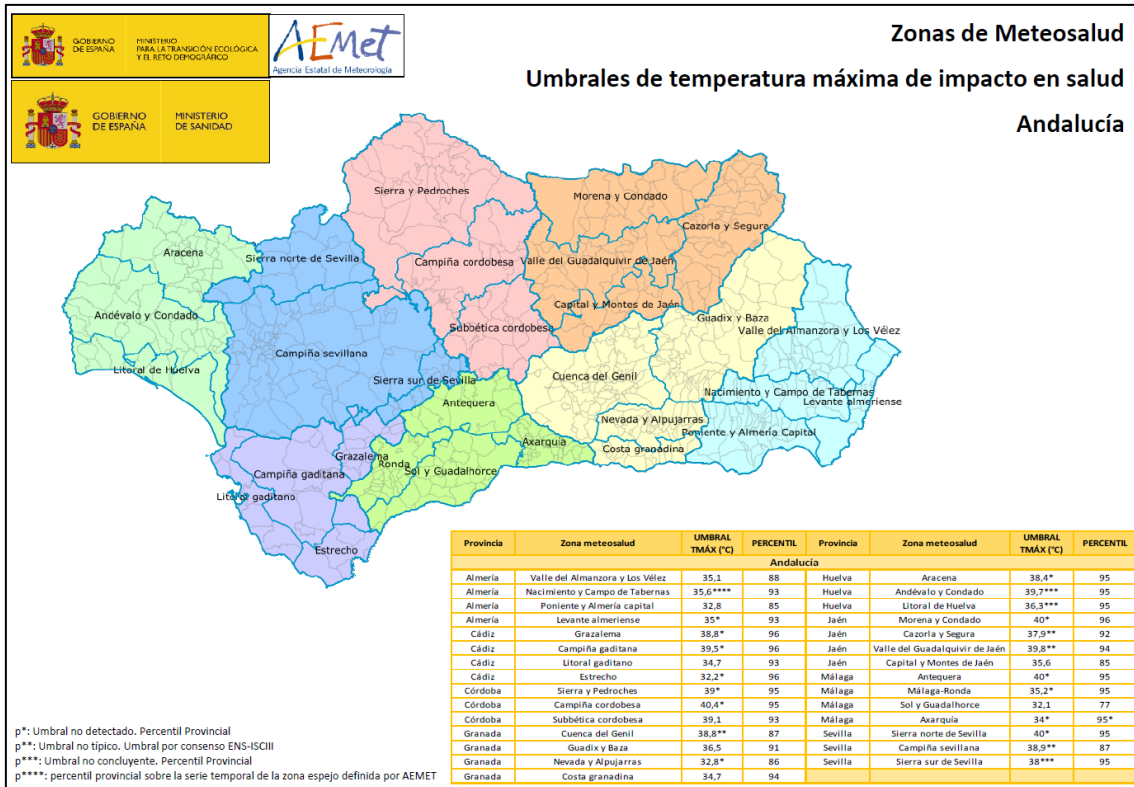 GOBIERNO
DE ESPAÑA
MINISTERIO
PARA LA TRANSICIÓN ECOLÓGICA
Y EL RETO DEMOGRÁFICO
AEMet
Agencia Estatal de Meteorología
GOBIERNO
DE ESPAÑA
MINISTERIO
DE SANIDAD
Zonas de Meteosalud
Umbrales de temperatura máxima de impacto en salud
Andalucía
Sierra y Pedroches
Morena y Condado
Cazorla y Segura
Aracena
Sierra norte de Sevilla
Campiña cordobesa
Valle del Guadalquivir de Jaén
Andévalo y Condado
Capital y Montes de Jaén
Guadix y Baza
Subbética cordobesa
Valle del Almanzora y Los Vélez
Campiña sevillana
Litoral de Huelva
Sierra sur de Sevilla
Cuenca del Genil
Nacimiento y Campo de Tabernas
Levante almeriense
Antequera
Nevada y Alpujarras
Poniente y Almería Capital
Axarquía
Costa granadina
Grazalema
Ronda
Sol y Guadalhorce
Campiña gaditana
Litoral gaditano
Estrecho
Provincia Zona meteosalud UMBRAL TMÁX (°C) PERCENTIL Provincia Zona meteosalud UMBRAL TMÁX (°C) PERCENTIL
Andalucía
Almería Valle del Almanzora y Los Vélez 35,1 88 Huelva Aracena 38,4* 95
Almería Nacimiento y Campo de Tabernas 35,6**** 93 Huelva Andévalo y Condado 39,7*** 95
Almería Poniente y Almería capital 32,8 85 Huelva Litoral de Huelva 36,3*** 95
Almería Levante almeriense 35* 93 Jaén Morena y Condado 40* 96
Cádiz Grazalema 38,8* 96 Jaén Cazorla y Segura 37,9** 92
Cádiz Campiña gaditana 39,5* 96 Jaén Valle del Guadalquivir de Jaén 39,8** 94
Cádiz Litoral gaditano 34,7 93 Jaén Capital y Montes de Jaén 35,6 85
Cádiz Estrecho 32,2* 96 Málaga Antequera 40* 95
Córdoba Sierra y Pedroches 39* 95 Málaga Málaga-Ronda 35,2* 95
Córdoba Campiña cordobesa 40,4* 95 Málaga Sol y Guadalhorce 32,1 77
Córdoba Subbética cordobesa 39,1 93 Málaga Axarquía 34* 95*
Granada Cuenca del Genil 38,8** 87 Sevilla Sierra norte de Sevilla 40* 95
Granada Guadix y Baza 36,5 91 Sevilla Campiña sevillana 38,9** 87
Granada Nevada y Alpujarras 32,8* 86 Sevilla Sierra sur de Sevilla 38*** 95
Granada Costa granadina 34,7 94
p*: Umbral no detectado. Percentil Provincial
p**: Umbral no típico. Umbral por consenso ENS-ISCIII
p***: Umbral no concluyente. Percentil Provincial
p****: percentil provincial sobre la serie temporal de la zona espejo definida por AEMET